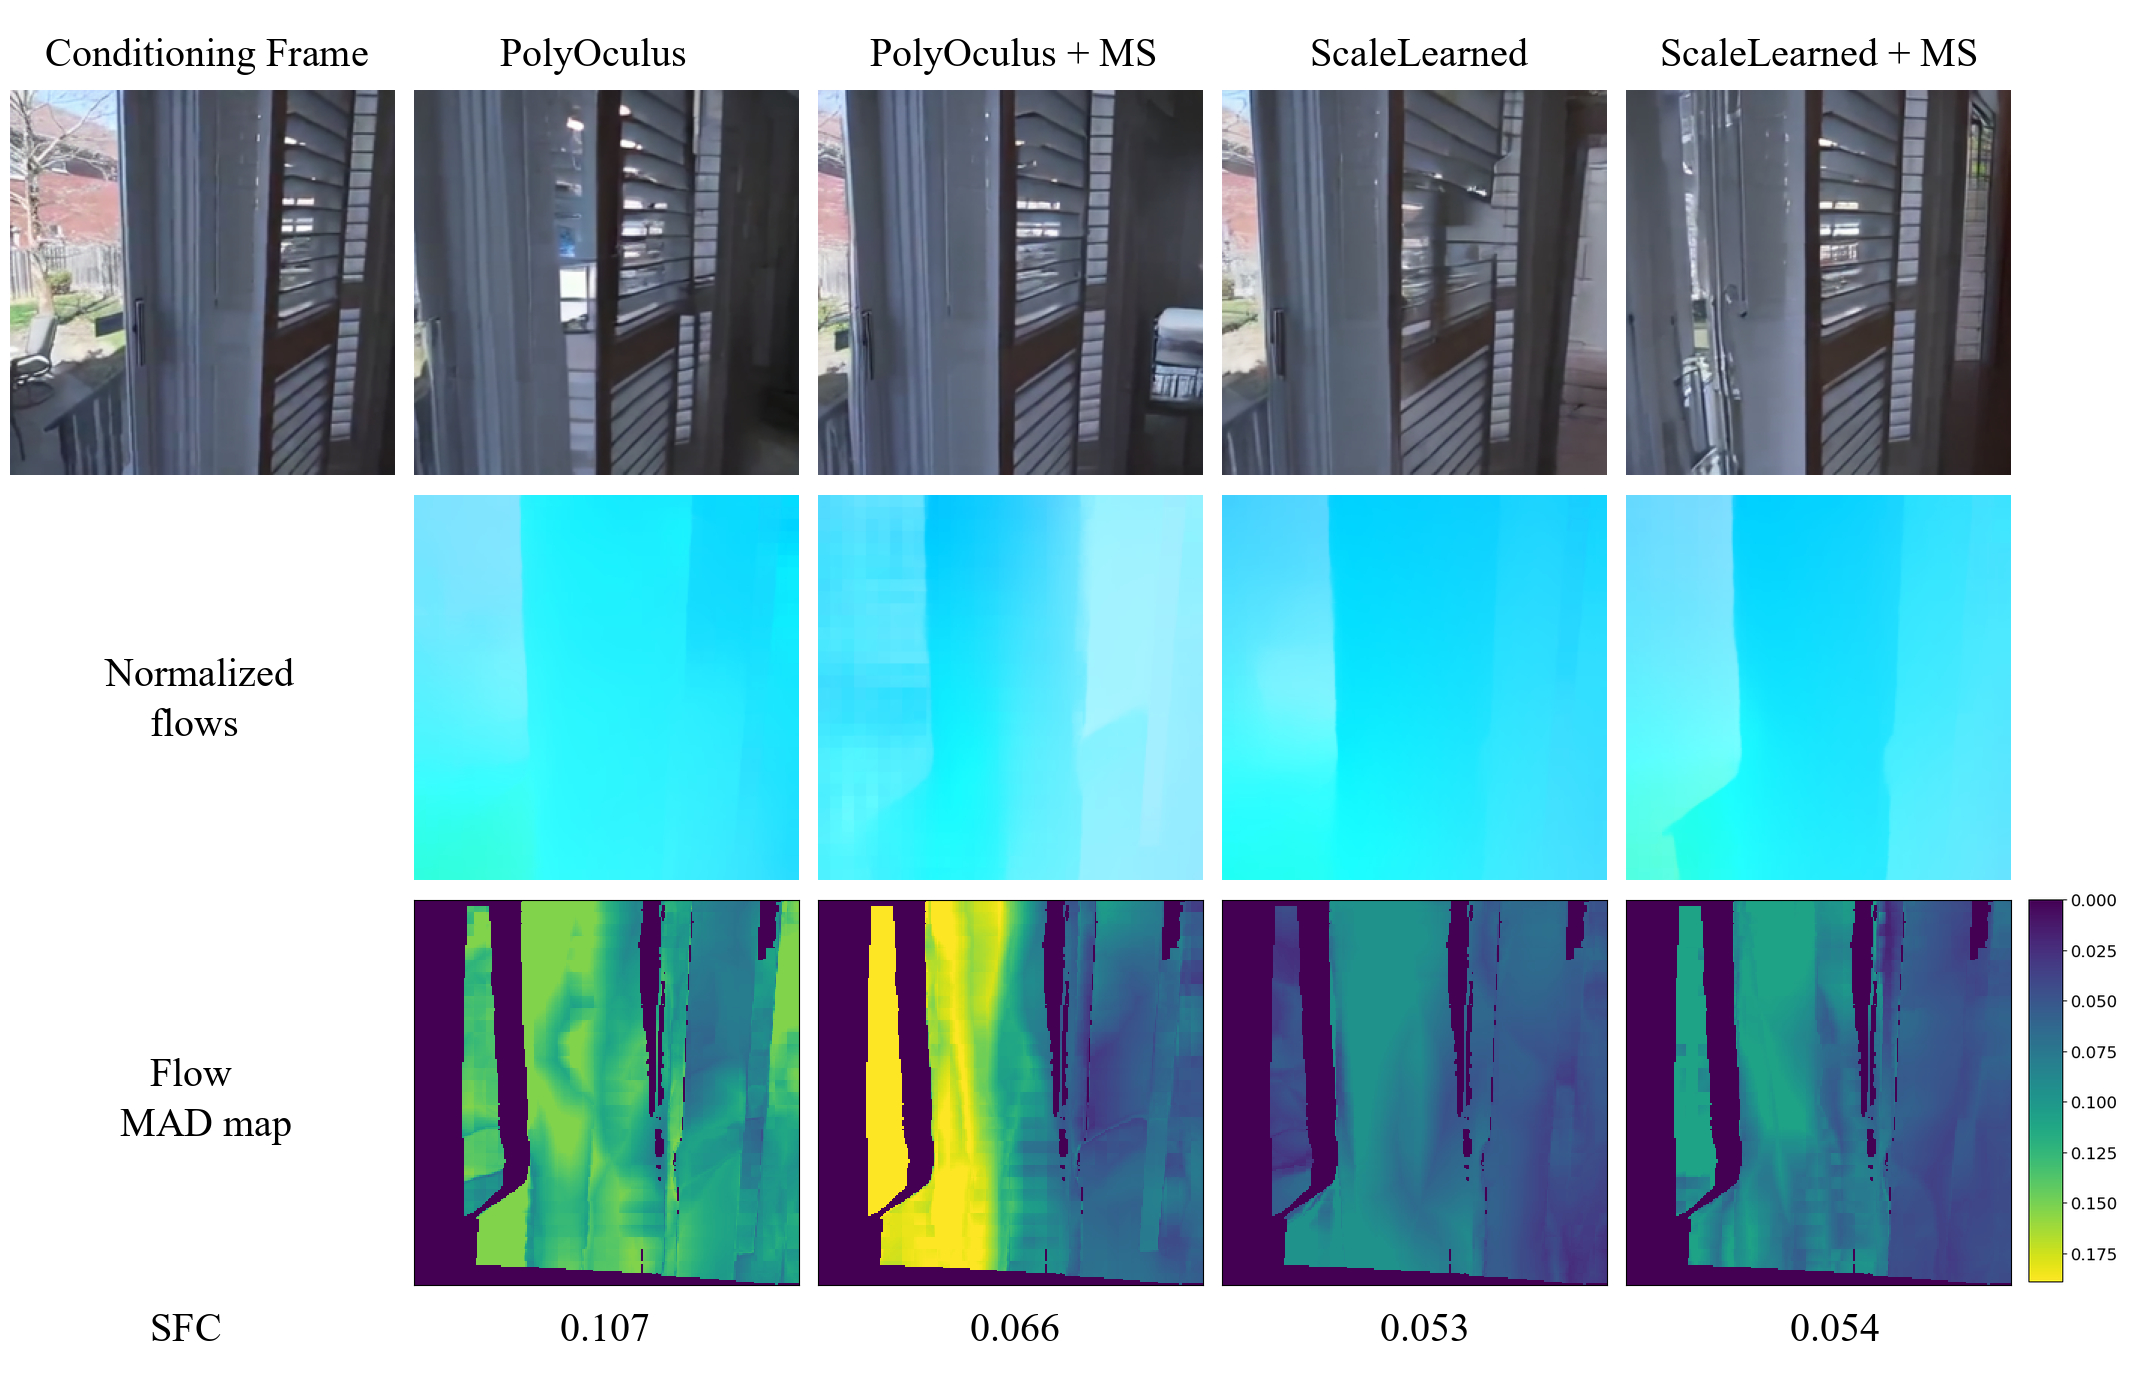 Conditioning Frame
PolyOculus
PolyOculus + MS
ScaleLearned
ScaleLearned + MS
Normalized
flows
Flow
MAD map
0.000
0.025
0.050
0.075
0.100
0.125
0.150
0.175
SFC
0.107
0.066
0.053
0.054